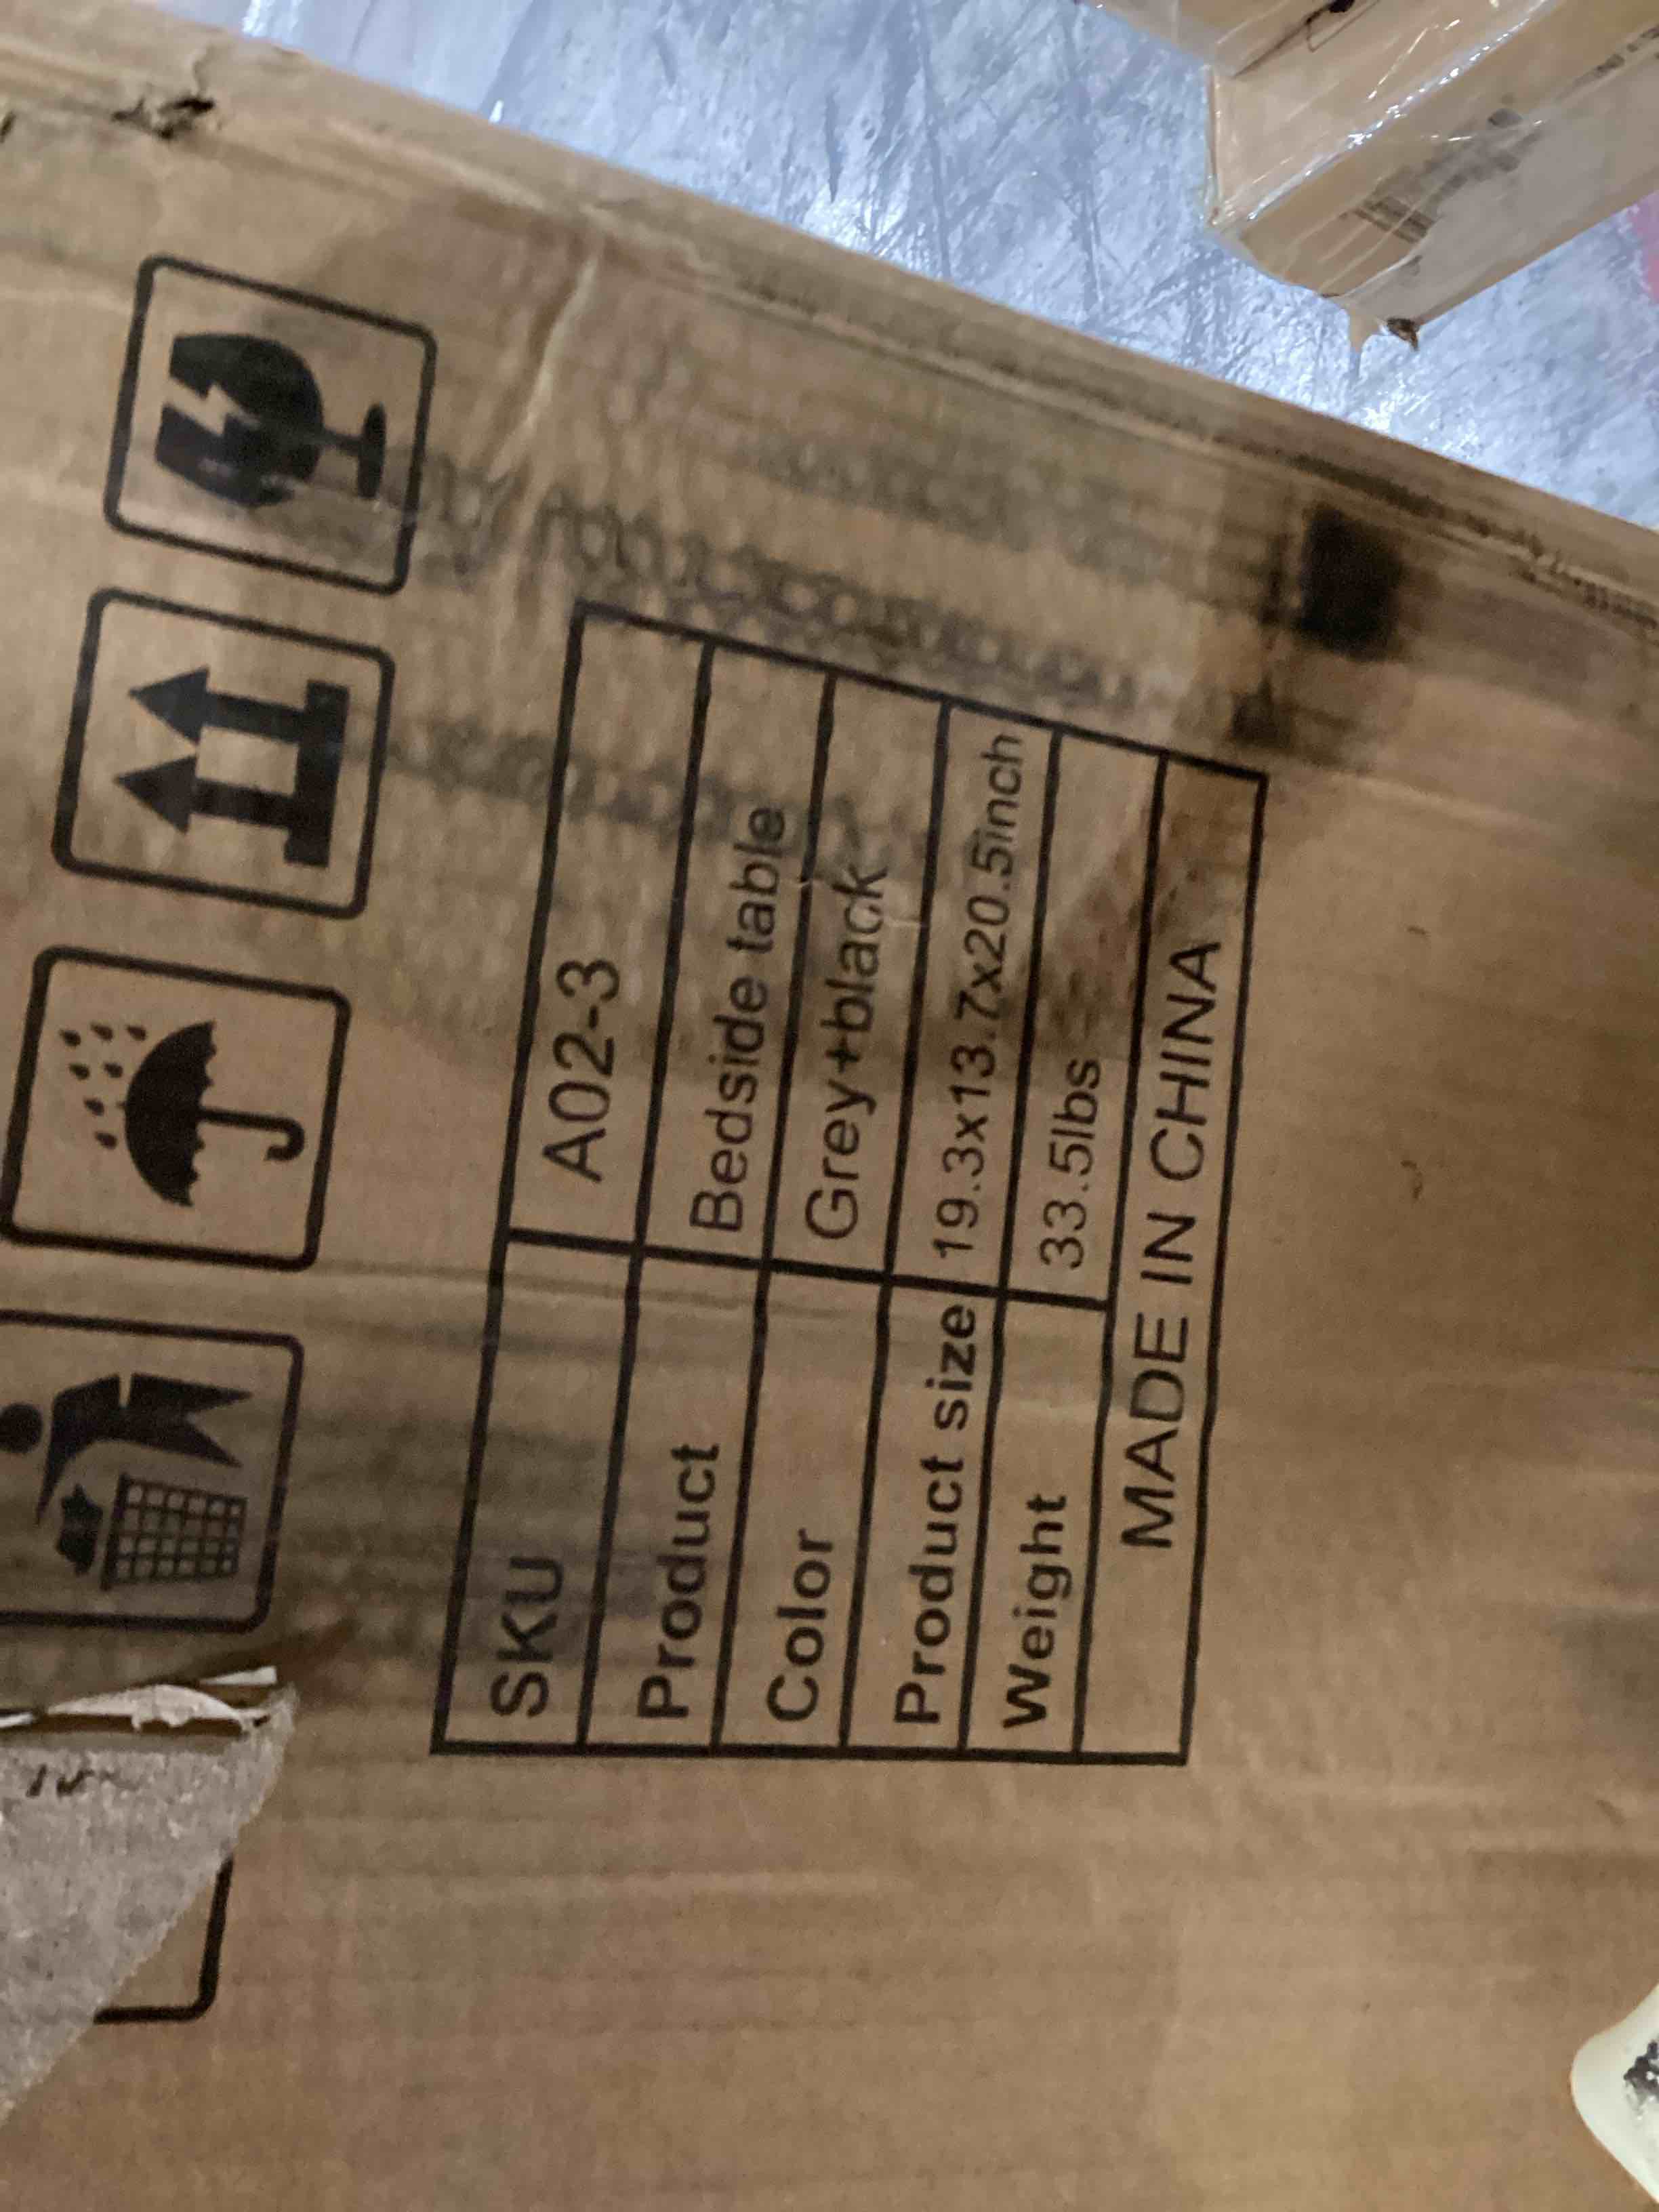 SKU A02-3
Product Bedside table
Color Grey+black
Product size 19.3x13.7x20.5inch
Weight 33.5lbs
MADE IN CHINA